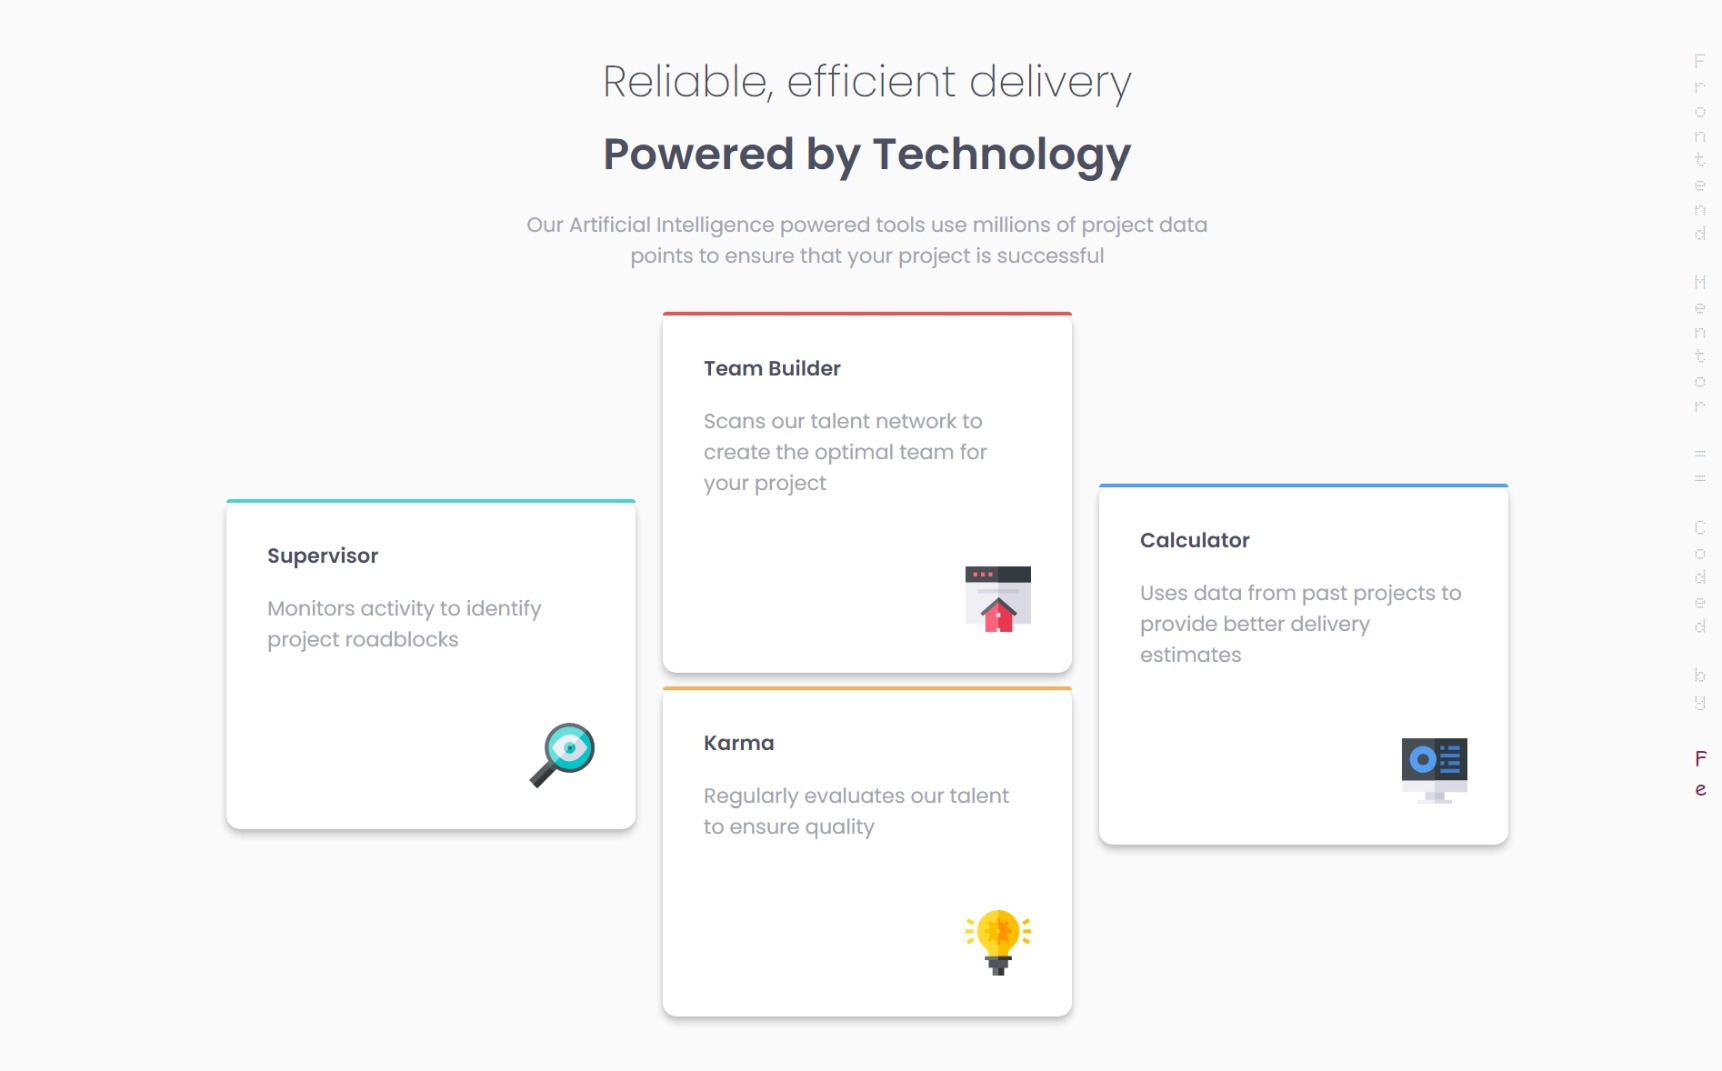 Reliable, efficient delivery
Powered by Technology
Our Artificial Intelligence powered tools use millions of project data
points to ensure that your project is successful
Team Builder
Scans our talent network to
create the optimal team for
your project
Supervisor
Monitors activity to identify
project roadblocks
Karma
Regularly evaluates our talent
to ensure quality
Calculator
Uses data from past projects to
provide better delivery
estimates
Frontend Mentor == Coded by Fe